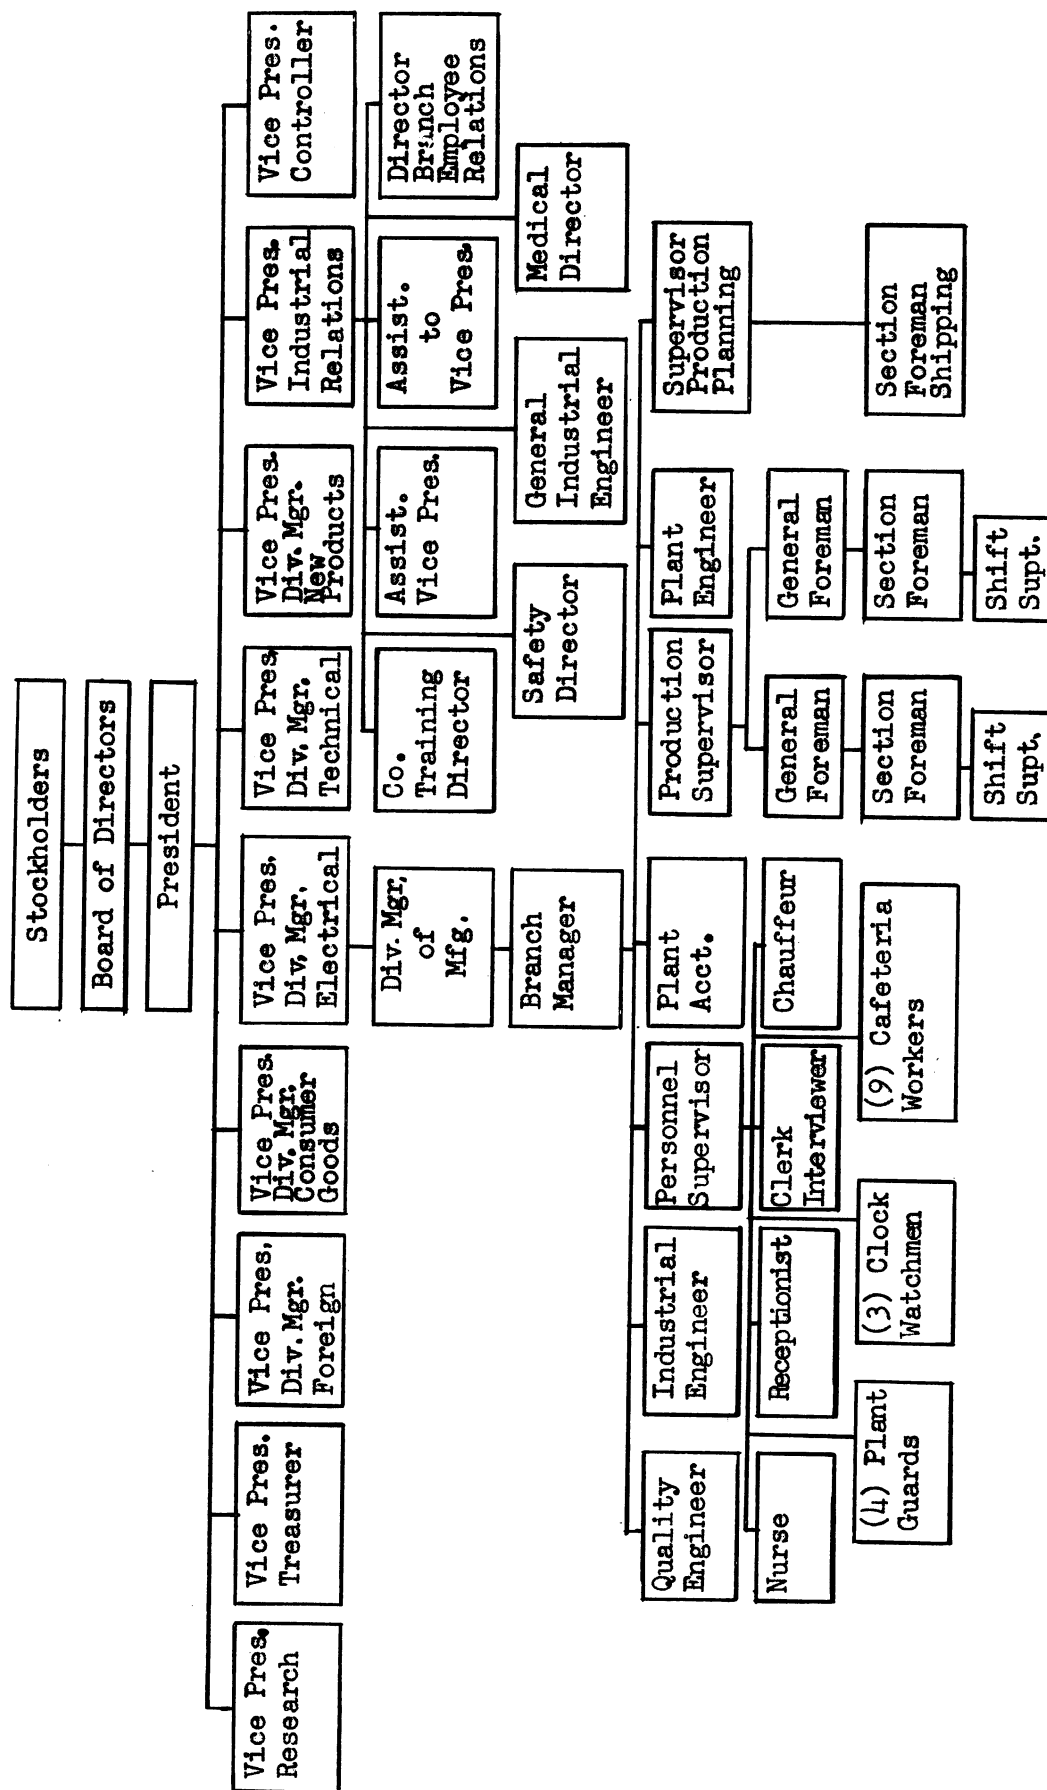 Stockholders
Board of Directors
President
Vice Pres.
Research
Vice Pres.
Treasurer
Vice Pres.
Div. Mgr.
Foreign
Vice Pres.
Div. Mgr.
Consumer
Goods
Vice Pres.
Div. Mgr.
Electrical
Vice Pres.
Div. Mgr.
Technical
Vice Pres.
Div. Mgr.
New
Products
Vice Pres.
Industrial
Relations
Vice Pres.
Controller
Div. Mgr.
of
Mfg.
Co.
Training
Director
Assist.
Vice Pres.
Assist.
to
Vice Pres.
Director
Branch
Employee
Relations
Branch
Manager
Safety
Director
General
Industrial
Engineer
Medical
Director
Quality
Engineer
Industrial
Engineer
Personnel
Supervisor
Plant
Acct.
Production
Supervisor
Plant
Engineer
Supervisor
Production
Planning
Nurse
Receptionist
Clerk
Interviewer
Chauffeur
General
Foreman
General
Foreman
(4) Plant
Guards
(3) Clock
Watchmen
(9) Cafeteria
Workers
Section
Foreman
Section
Foreman
Section
Foreman
Shipping
Shift
Supt.
Shift
Supt.